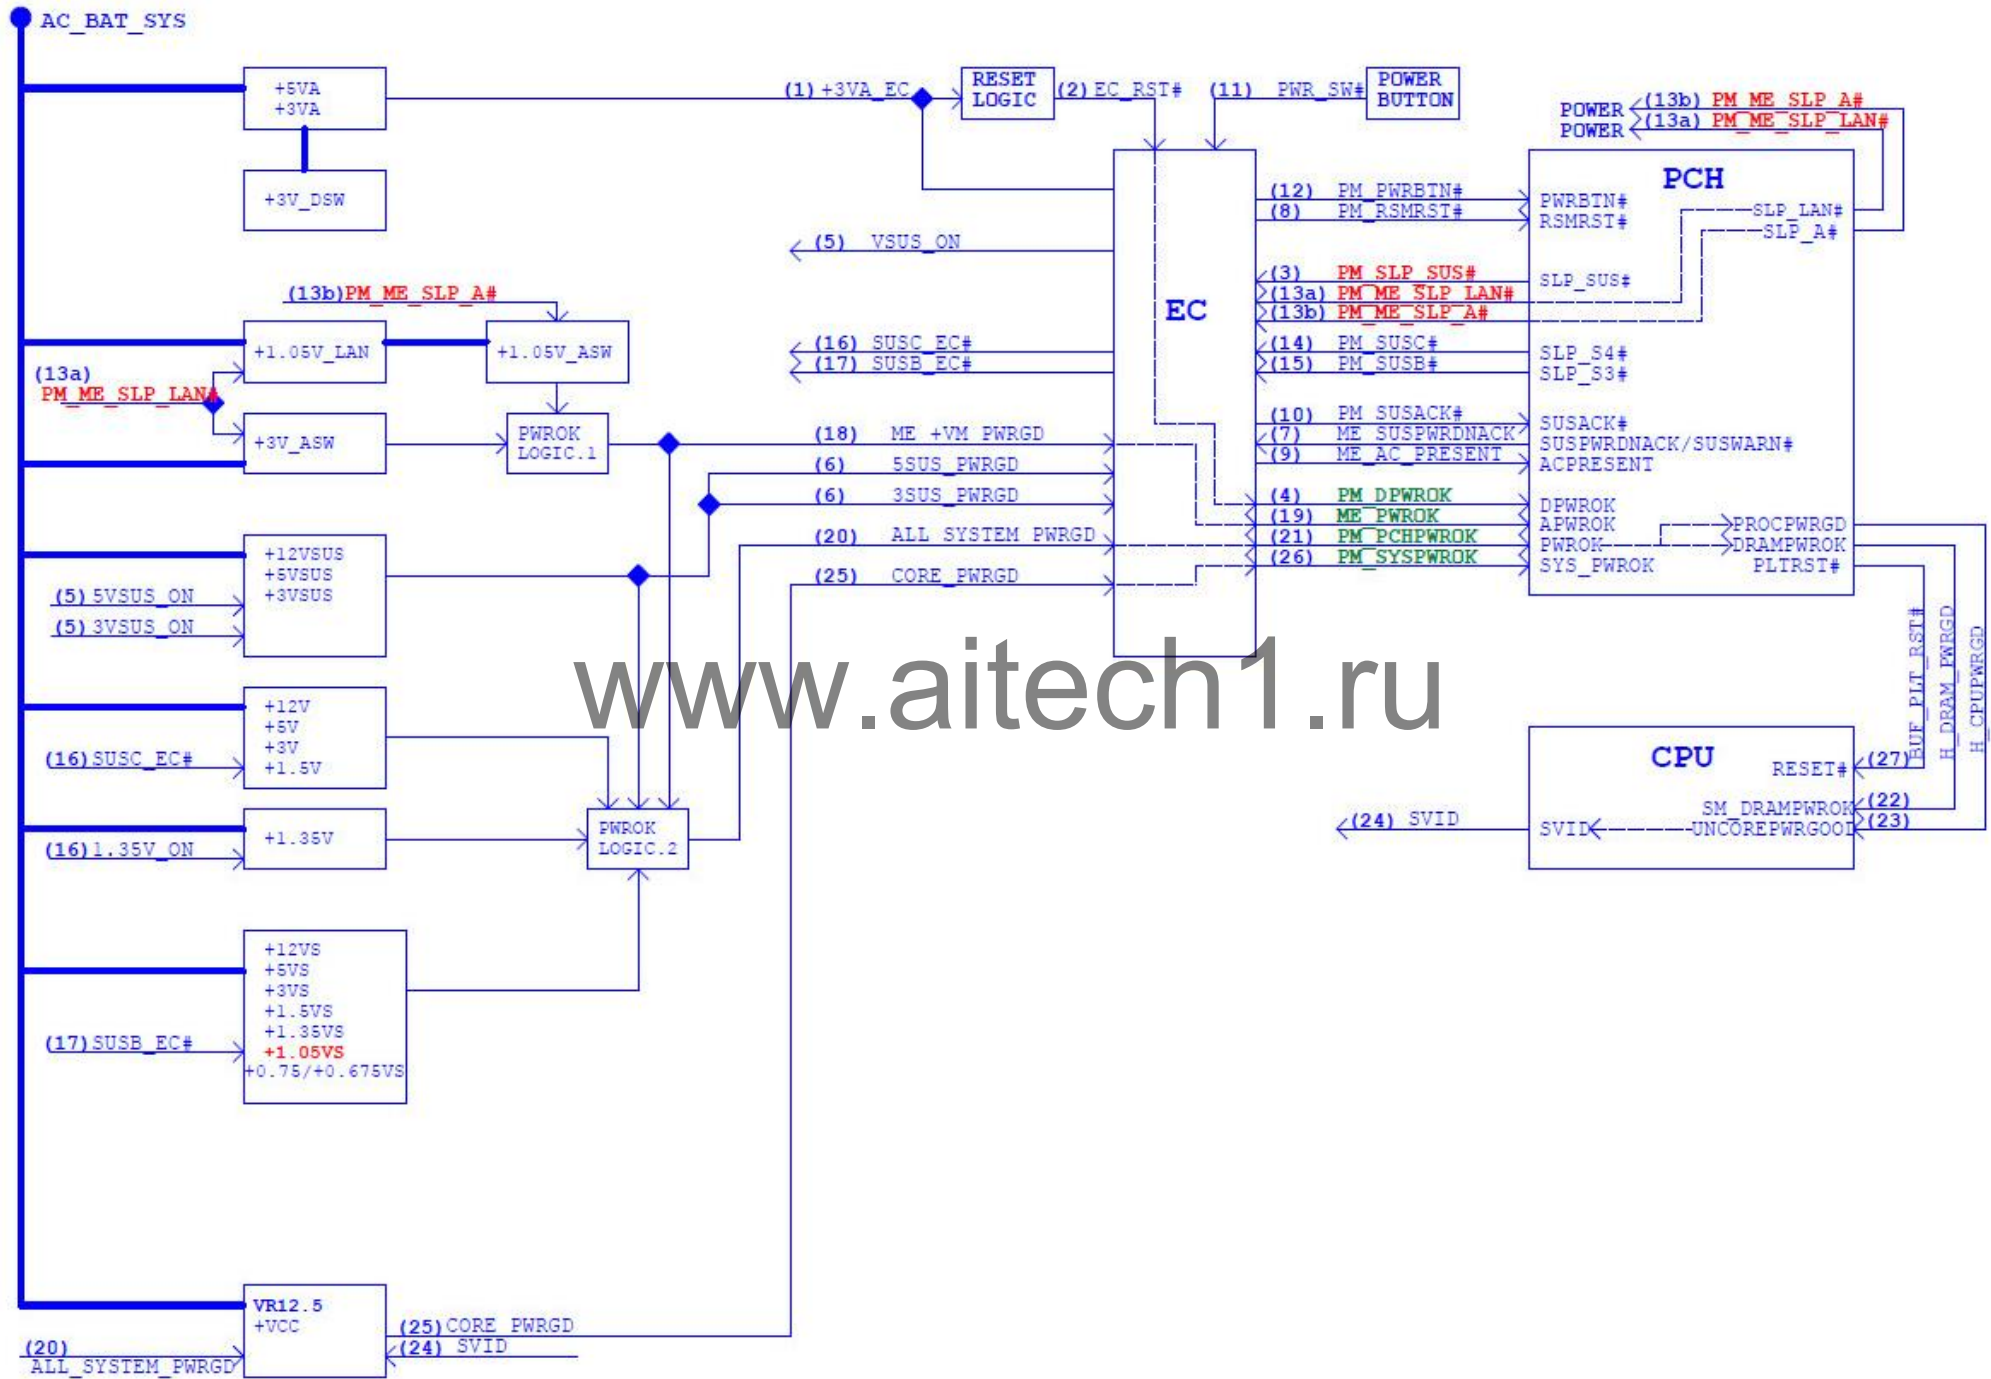 AC_BAT_SYS
+5VA
+3VA
+3V_DSW
(1) +3VA_EC
RESET
LOGIC
(2) EC_RST#
(11) PWR_SW#
POWER
BUTTON
POWER (13b) PM_ME_SLP_A#
POWER (13a) PM_ME_SLP_LAN#
PCH
(12) PM_PWRBTN#
(8) PM_RSMRST#
PWRBTN#
RSMRST#
SLP_LAN#
SLP_A#
(5) VSUS_ON
EC
(3) PM_SLP_SUS#
(13a) PM_ME_SLP_LAN#
(13b) PM_ME_SLP_A#
SLP_SUS#
(13b) PM_ME_SLP_A#
+1.05V_LAN
+1.05V_ASW
(16) SUSC_EC#
(17) SUSB_EC#
(14) PM_SUSC#
(15) PM_SUSB#
SLP_S4#
SLP_S3#
(13a)
PM_ME_SLP_LAN#
+3V_ASW
PWROK
LOGIC.1
(18) ME_+VM_PWRGD
(6) 5SUS_PWRGD
(6) 3SUS_PWRGD
(20) ALL_SYSTEM_PWRGD
(25) CORE_PWRGD
(10) PM_SUSACK#
(7) ME_SUSPWRDNACK
(9) ME_AC_PRESENT
SUSACK#
SUSPWRDNACK/SUSWARN#
ACPRESENT
(4) PM_DPWROK
(19) ME_PWROK
(21) PM_PCHPWROK
(26) PM_SYSPWROK
DPWROK
APWROK
PWROK
SYS_PWROK
PROCPWRGD
DRAMPWROK
PLTRST#
+12VSUS
+5VSUS
+3VSUS
(5) 5VSUS_ON
(5) 3VSUS_ON
BUF_PLT_RST#
H_DRAM_PWRGD
H_CPUPWRGD
www.aitech1.ru
+12V
+5V
+3V
+1.5V
(16) SUSC_EC#
CPU
RESET#
(27)
SM_DRAMPWROK
(22)
UNCOREPWRGOOD
(23)
SVID
(24) SVID
+1.35V
(16) 1.35V_ON
PWROK
LOGIC.2
+12VS
+5VS
+3VS
+1.5VS
+1.35VS
+1.05VS
+0.75/+0.675VS
(17) SUSB_EC#
VR12.5
+VCC
(25) CORE_PWRGD
(24) SVID
(20)
ALL_SYSTEM_PWRGD